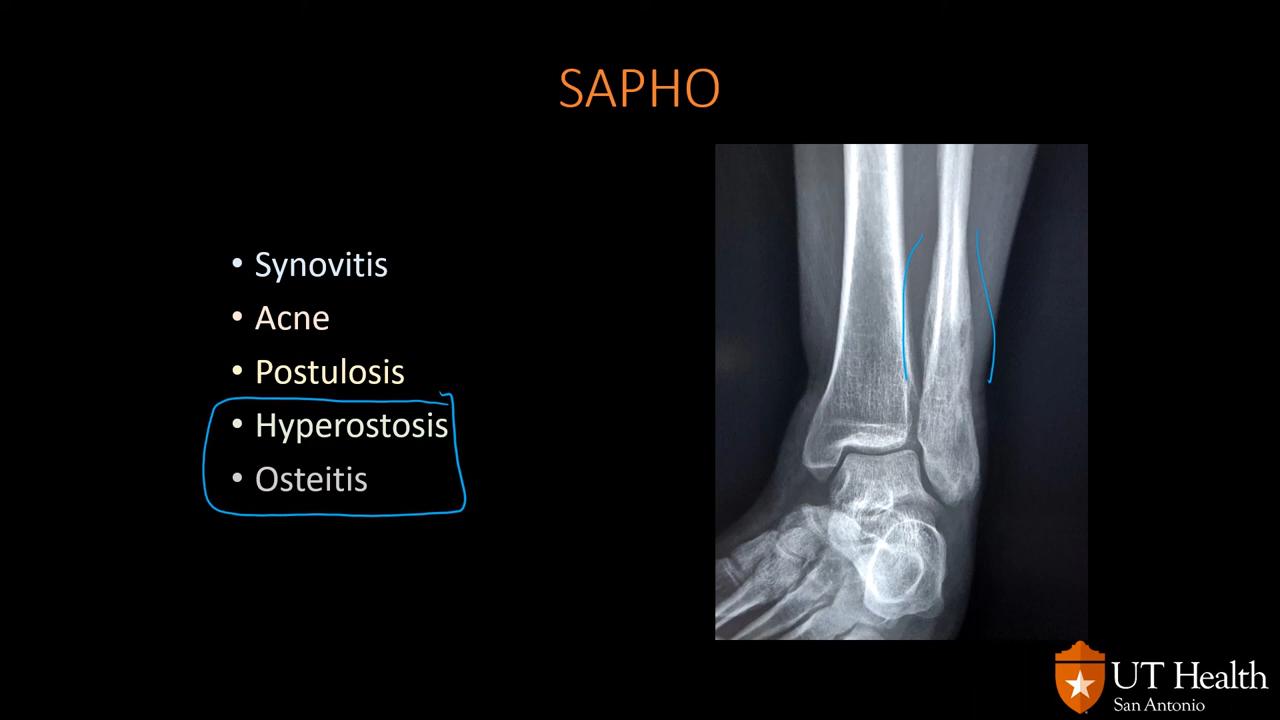 SAPHO
• Synovitis
• Acne
• Postulosis
• Hyperostosis
• Osteitis
UT Health
San Antonio